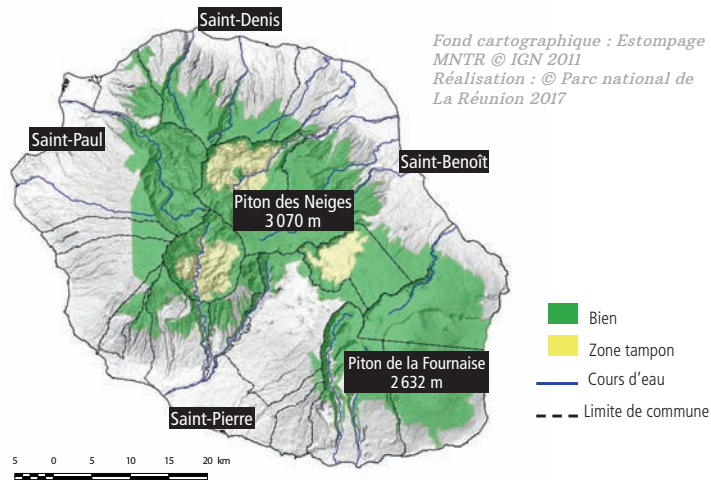 Saint-Denis
Fond cartographique : Estompage
MNTR © IGN 2011
Réalisation : © Parc national de
La Réunion 2017
Saint-Paul
Saint-Benoît
Piton des Neiges
3 070 m
Bien
Zone tampon
Piton de la Fournaise
2 632 m
Cours d'eau
Limite de commune
Saint-Pierre
5 0 5 10 15 20 km